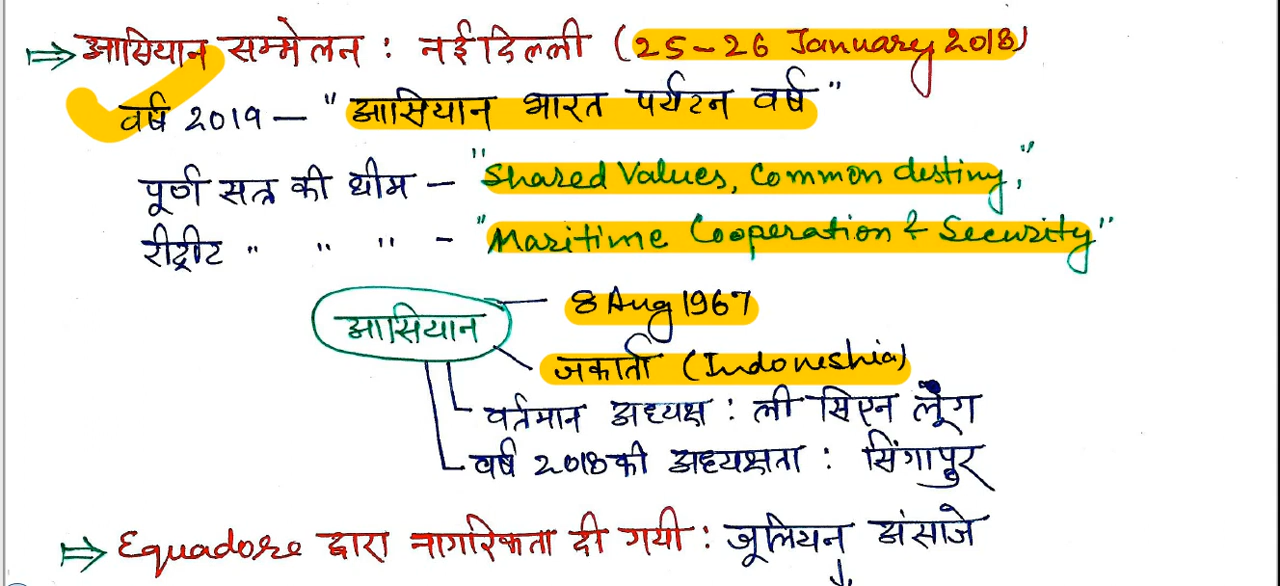 ⇒ आसियान सम्मेलन : नई दिल्ली (25-26 January 2018)
वर्ष 2019 — "आसियान भारत पर्यटन वर्ष"
पूर्ण सत्र की थीम — "Shared Values, Common destiny,"
रीट्रीट " " " - "Maritime Cooperation & Security"
आसियान — 8 Aug 1967
जकार्ता (Indoneshia)
वर्तमान अध्यक्ष : ली सिएन लूंग
वर्ष 2018 की अध्यक्षता : सिंगापुर
⇒ Equadore द्वारा नागरिकता दी गयी : जूलियन अंसाजे